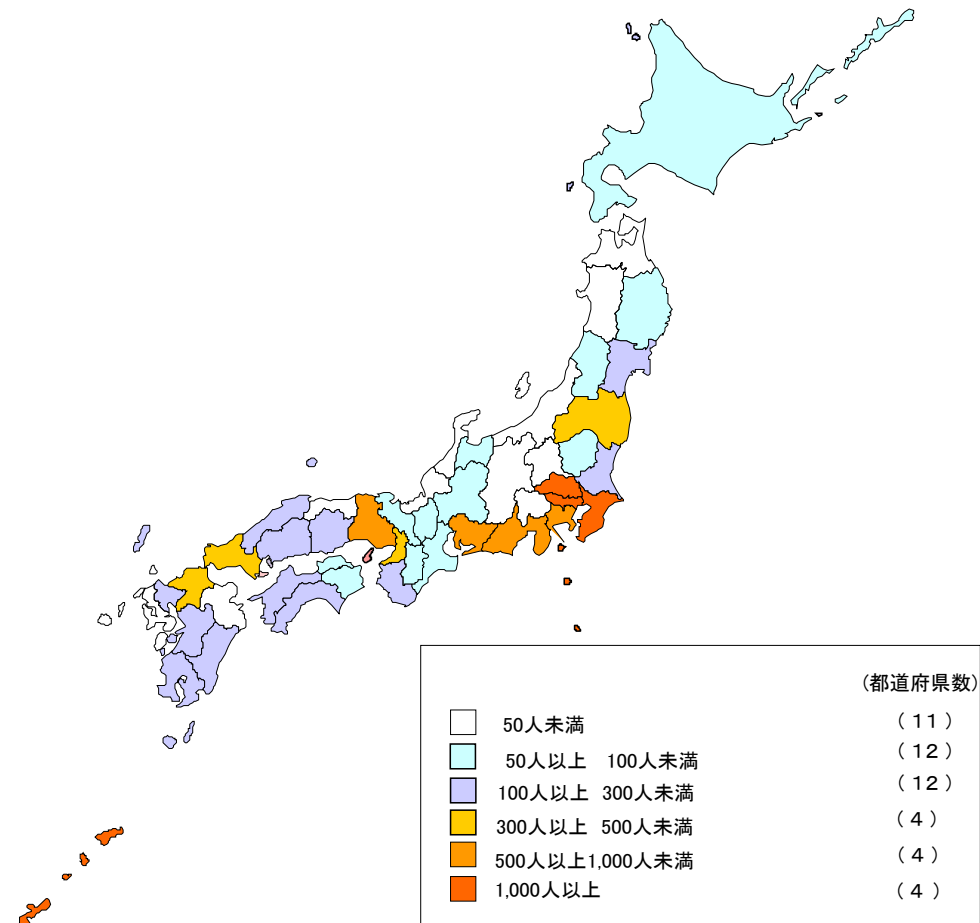 (都道府県数)
50人未満 ( 11 )
50人以上 100人未満 ( 12 )
100人以上 300人未満 ( 12 )
300人以上 500人未満 ( 4 )
500人以上1,000人未満 ( 4 )
1,000人以上 ( 4 )